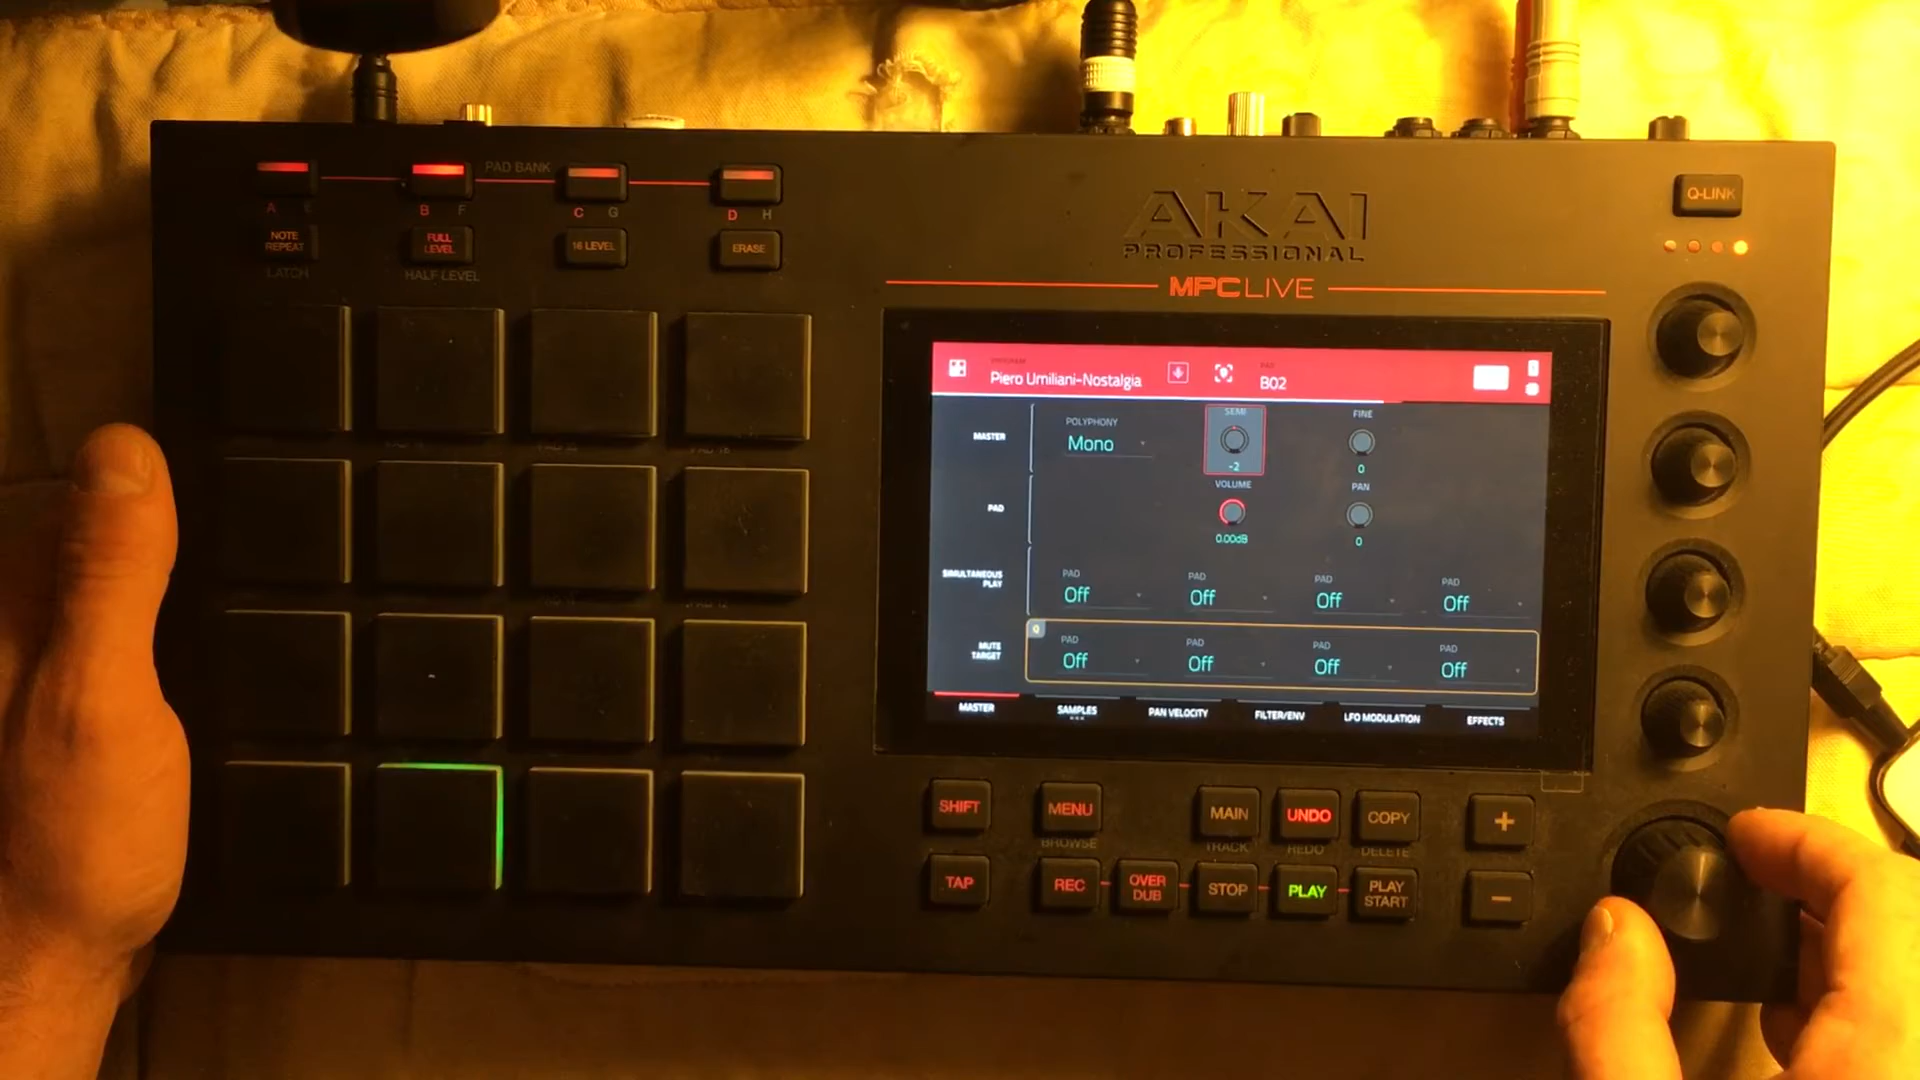 PAD BANK
A
B F
C G
D H
NOTE REPEAT
FULL LEVEL
16 LEVEL
ERASE
LATCH
HALF LEVEL
AKAI
PROFESSIONAL
MPC LIVE
Q-LINK
Piero Umiliani-Nostalgia
B02
MASTER
POLYPHONY
Mono
SEMI
-2
FINE
0
PAD
VOLUME
0.00dB
PAN
0
SIMULTANEOUS PLAY
PAD
Off
PAD
Off
PAD
Off
PAD
Off
MUTE TARGET
0
PAD
Off
PAD
Off
PAD
Off
PAD
Off
MASTER
SAMPLES
PAN VELOCITY
FILTER/ENV
LFO MODULATION
EFFECTS
SHIFT
MENU
MAIN
UNDO
COPY
+
BROWSE
TRACK
REDO
DELETE
TAP
REC
OVER DUB
STOP
PLAY
PLAY START
−